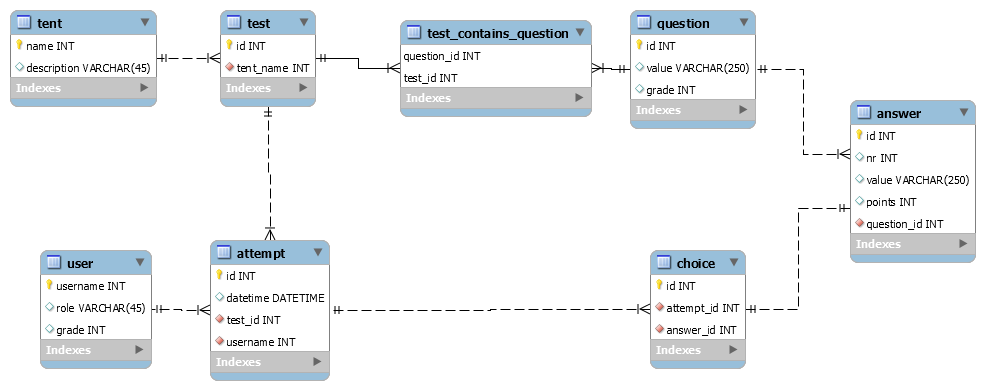 tent
name INT
description VARCHAR(45)
Indexes
test
id INT
tent_name INT
Indexes
test_contains_question
question_id INT
test_id INT
Indexes
question
id INT
value VARCHAR(250)
grade INT
Indexes
answer
id INT
nr INT
value VARCHAR(250)
points INT
question_id INT
Indexes
user
username INT
role VARCHAR(45)
grade INT
Indexes
attempt
id INT
datetime DATETIME
test_id INT
username INT
Indexes
choice
id INT
attempt_id INT
answer_id INT
Indexes